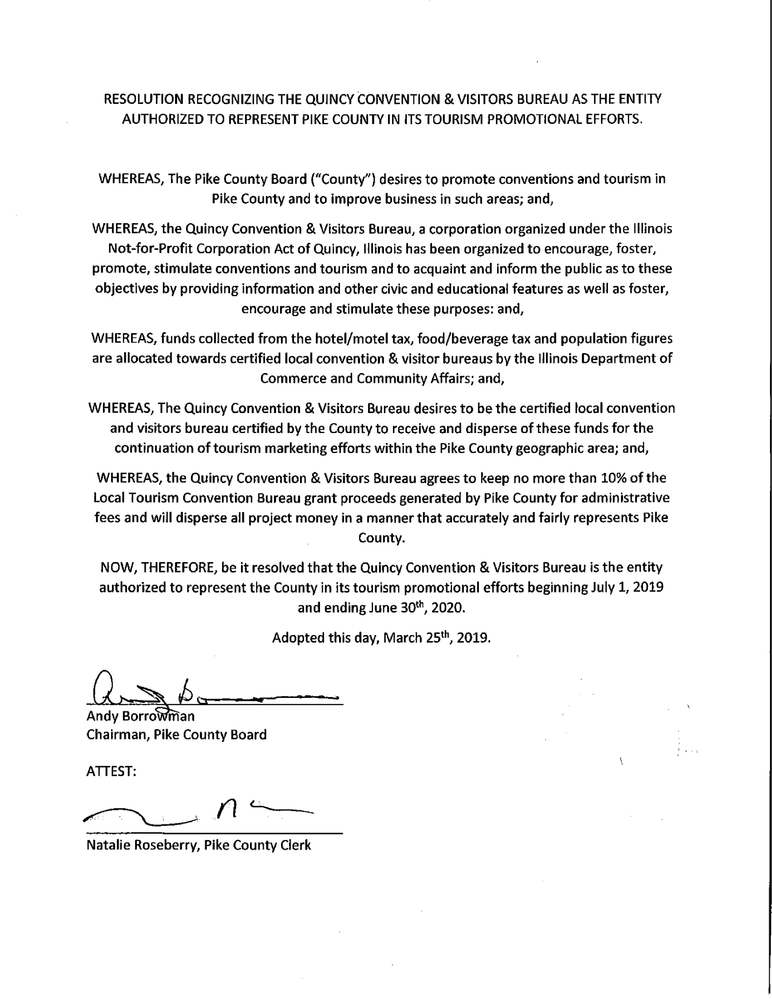 RESOLUTION RECOGNIZING THE QUINCY CONVENTION & VISITORS BUREAU AS THE ENTITY
AUTHORIZED TO REPRESENT PIKE COUNTY IN ITS TOURISM PROMOTIONAL EFFORTS.
WHEREAS, The Pike County Board ("County") desires to promote conventions and tourism in
Pike County and to improve business in such areas; and,
WHEREAS, the Quincy Convention & Visitors Bureau, a corporation organized under the Illinois
Not-for-Profit Corporation Act of Quincy, Illinois has been organized to encourage, foster,
promote, stimulate conventions and tourism and to acquaint and inform the public as to these
objectives by providing information and other civic and educational features as well as foster,
encourage and stimulate these purposes: and,
WHEREAS, funds collected from the hotel/motel tax, food/beverage tax and population figures
are allocated towards certified local convention & visitor bureaus by the Illinois Department of
Commerce and Community Affairs; and,
WHEREAS, The Quincy Convention & Visitors Bureau desires to be the certified local convention
and visitors bureau certified by the County to receive and disperse of these funds for the
continuation of tourism marketing efforts within the Pike County geographic area; and,
WHEREAS, the Quincy Convention & Visitors Bureau agrees to keep no more than 10% of the
Local Tourism Convention Bureau grant proceeds generated by Pike County for administrative
fees and will disperse all project money in a manner that accurately and fairly represents Pike
County.
NOW, THEREFORE, be it resolved that the Quincy Convention & Visitors Bureau is the entity
authorized to represent the County in its tourism promotional efforts beginning July 1, 2019
and ending June 30th, 2020.
Adopted this day, March 25th, 2019.
Andy Borrowman
Chairman, Pike County Board
ATTEST:
Natalie Roseberry, Pike County Clerk